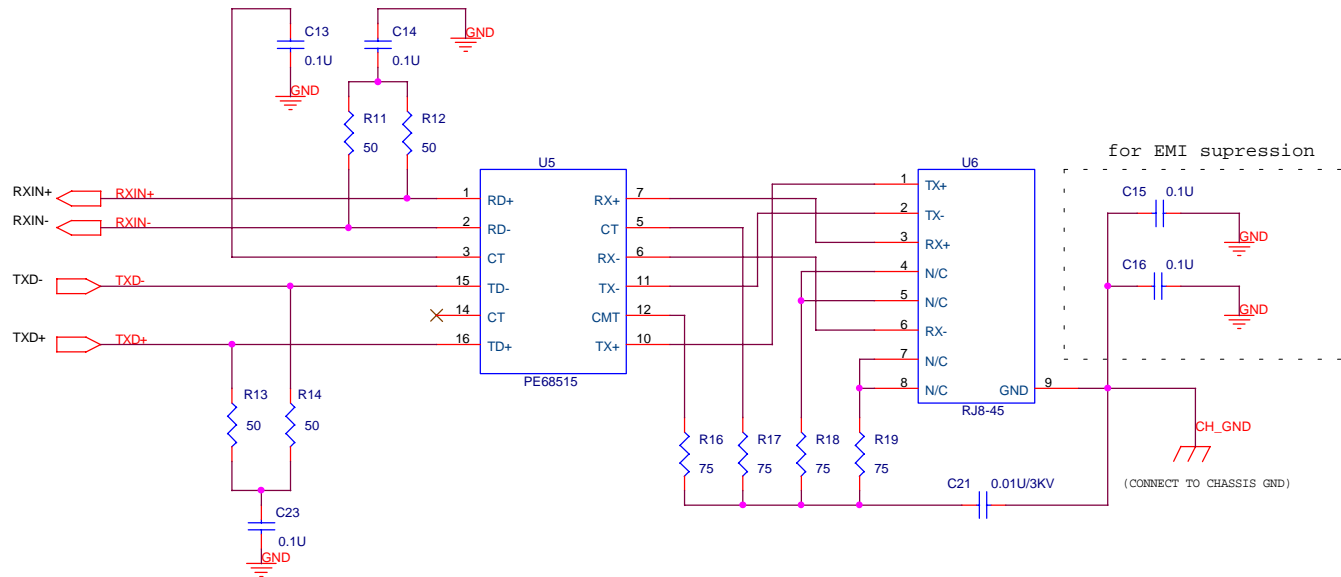 C13
0.1U
GND
C14
0.1U
GND
R11
50
R12
50
RXIN+
RXIN+
RXIN-
RXIN-
TXD-
TXD-
TXD+
TXD+
U5
1 RD+
2 RD-
3 CT
15 TD-
14 CT
16 TD+
RX+ 7
CT 5
RX- 6
TX- 11
CMT 12
TX+ 10
PE68515
U6
1 TX+
2 TX-
3 RX+
4 N/C
5 N/C
6 RX-
7 N/C
8 N/C
GND 9
RJ8-45
for EMI supression
C15
0.1U
GND
C16
0.1U
GND
R13
50
R14
50
C23
0.1U
GND
R16
75
R17
75
R18
75
R19
75
C21
0.01U/3KV
CH_GND
(CONNECT TO CHASSIS GND)